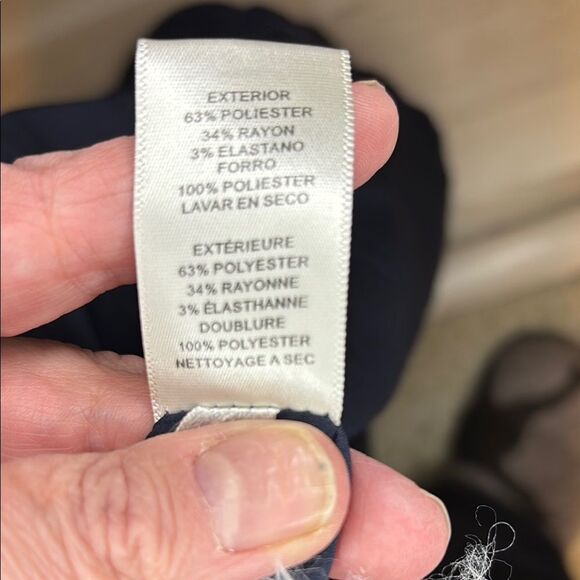 EXTERIOR
63% POLIESTER
34% RAYON
3% ELASTANO
FORRO
100% POLIESTER
LAVAR EN SECO
EXTÉRIEURE
63% POLYESTER
34% RAYONNE
3% ÉLASTHANNE
DOUBLURE
100% POLYESTER
NETTOYAGE A SEC